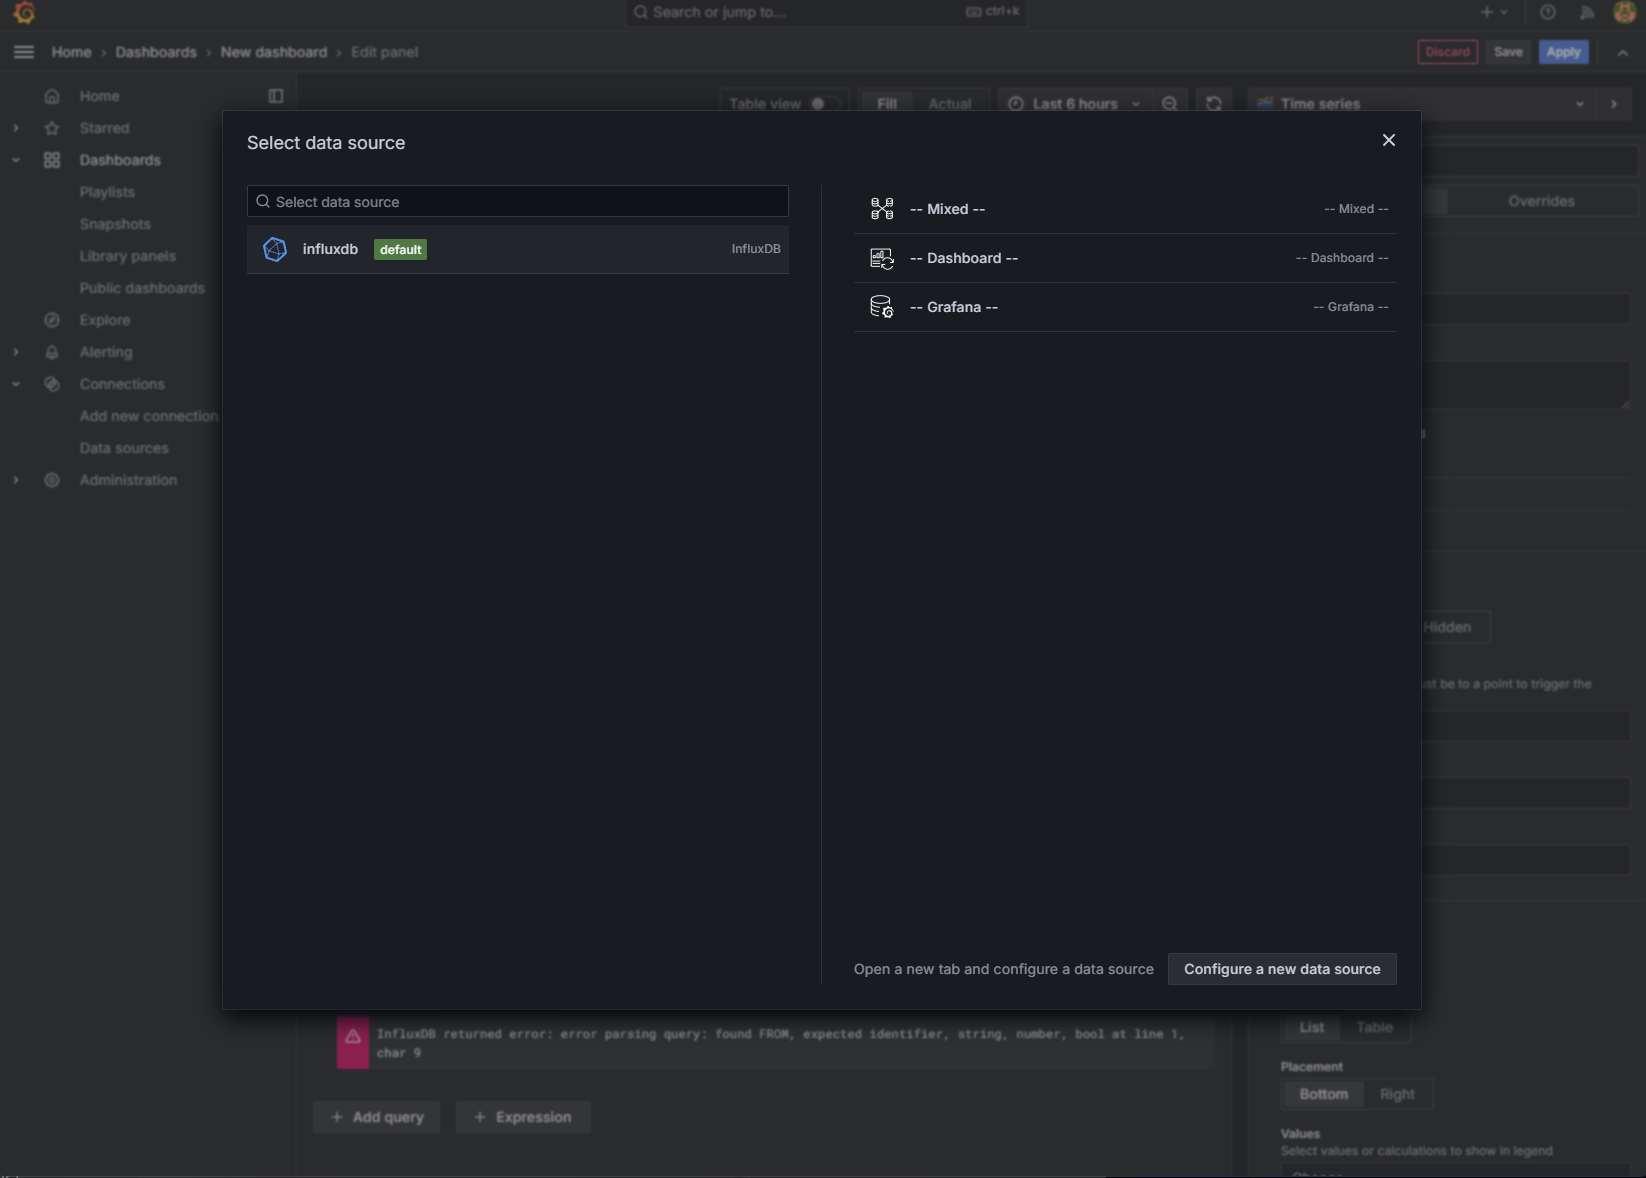 Search or jump to...
ctrl+k
Home
Dashboards
New dashboard
Edit panel
Discard
Save
Apply
Home
Starred
Dashboards
Playlists
Snapshots
Library panels
Public dashboards
Explore
Alerting
Connections
Add new connection
Data sources
Administration
Table view
Fill
Actual
Last 6 hours
Time series
Overrides
Select data source
Select data source
influxdb
default
InfluxDB
-- Mixed --
-- Mixed --
-- Dashboard --
-- Dashboard --
-- Grafana --
-- Grafana --
Open a new tab and configure a data source
Configure a new data source
Hidden
be to a point to trigger the
InfluxDB returned error: error parsing query: found FROM, expected identifier, string, number, bool at line 1,
char 9
Add query
Expression
List
Table
Placement
Bottom
Right
Values
Select values or calculations to show in legend